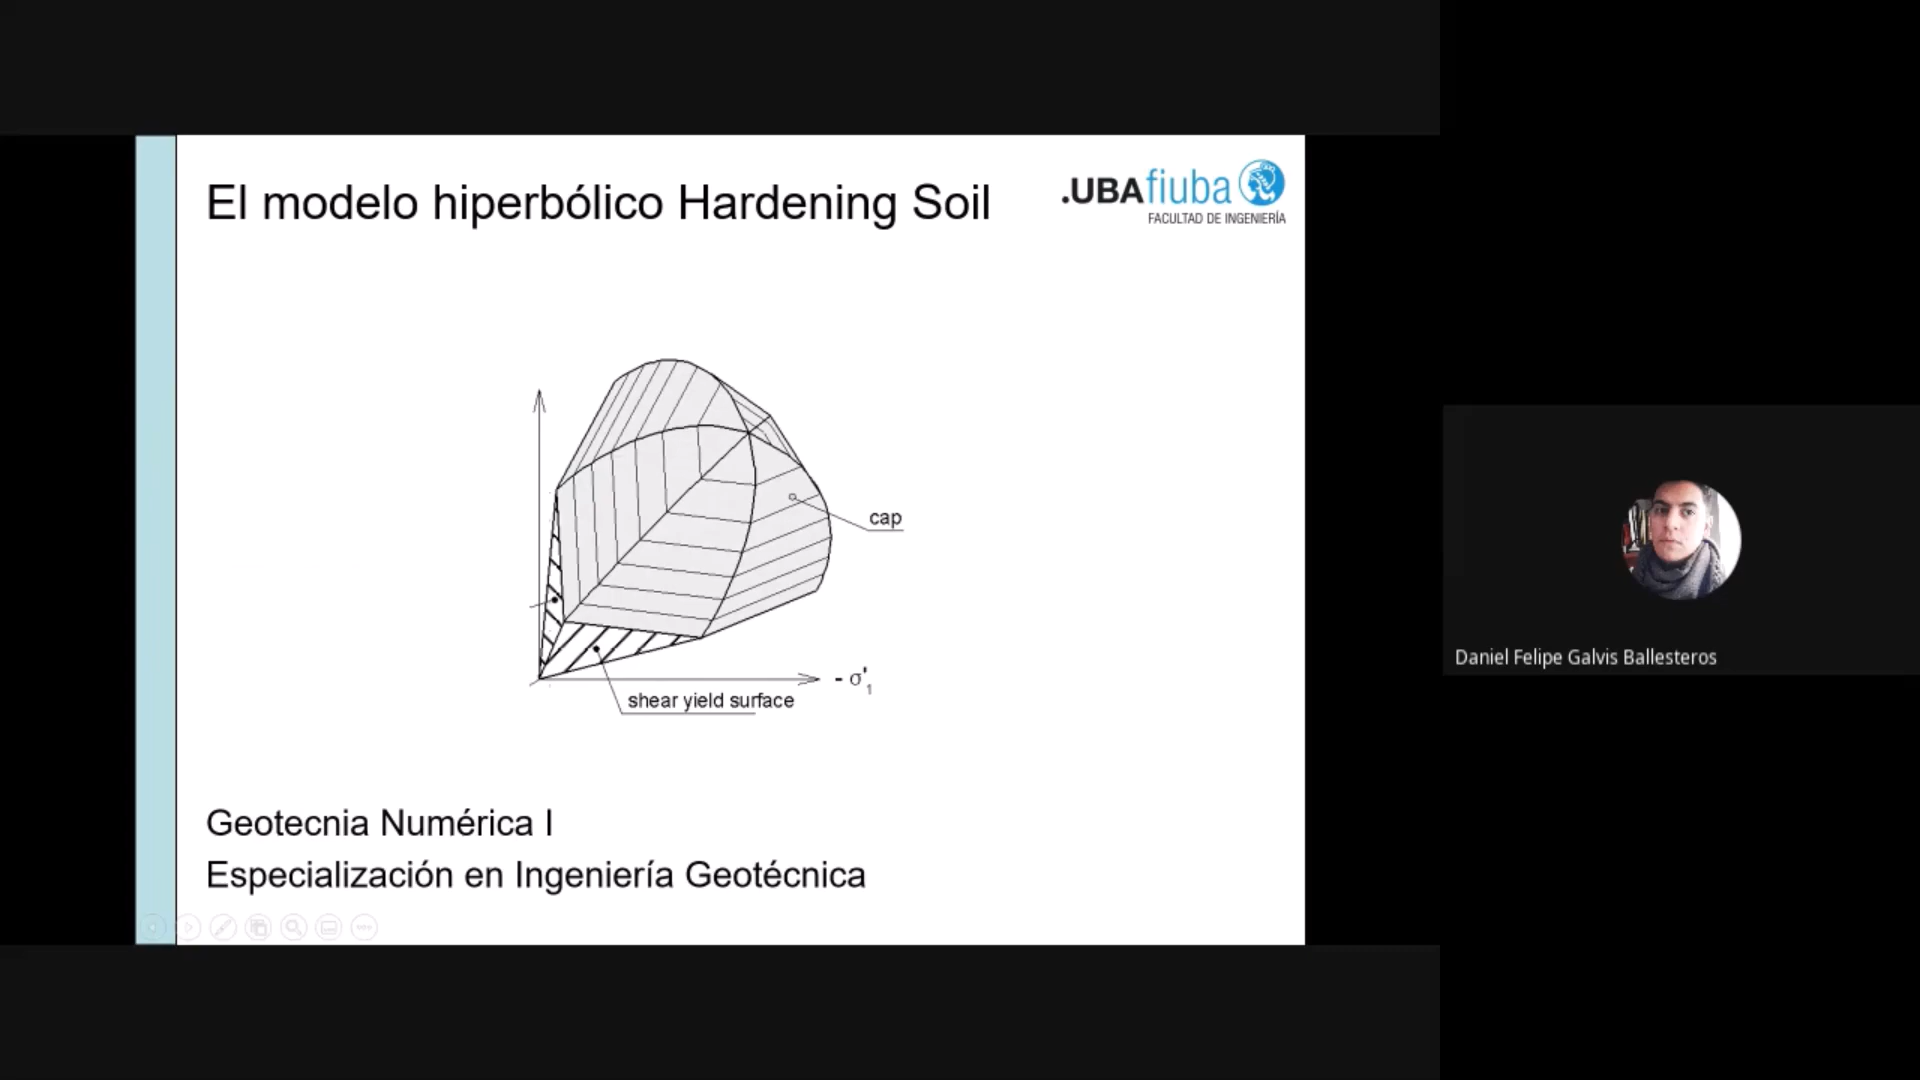 El modelo hiperbólico Hardening Soil
.UBAfiuba
FACULTAD DE INGENIERÍA
cap
- σ'1
shear yield surface
Geotecnia Numérica I
Especialización en Ingeniería Geotécnica
Daniel Felipe Galvis Ballesteros